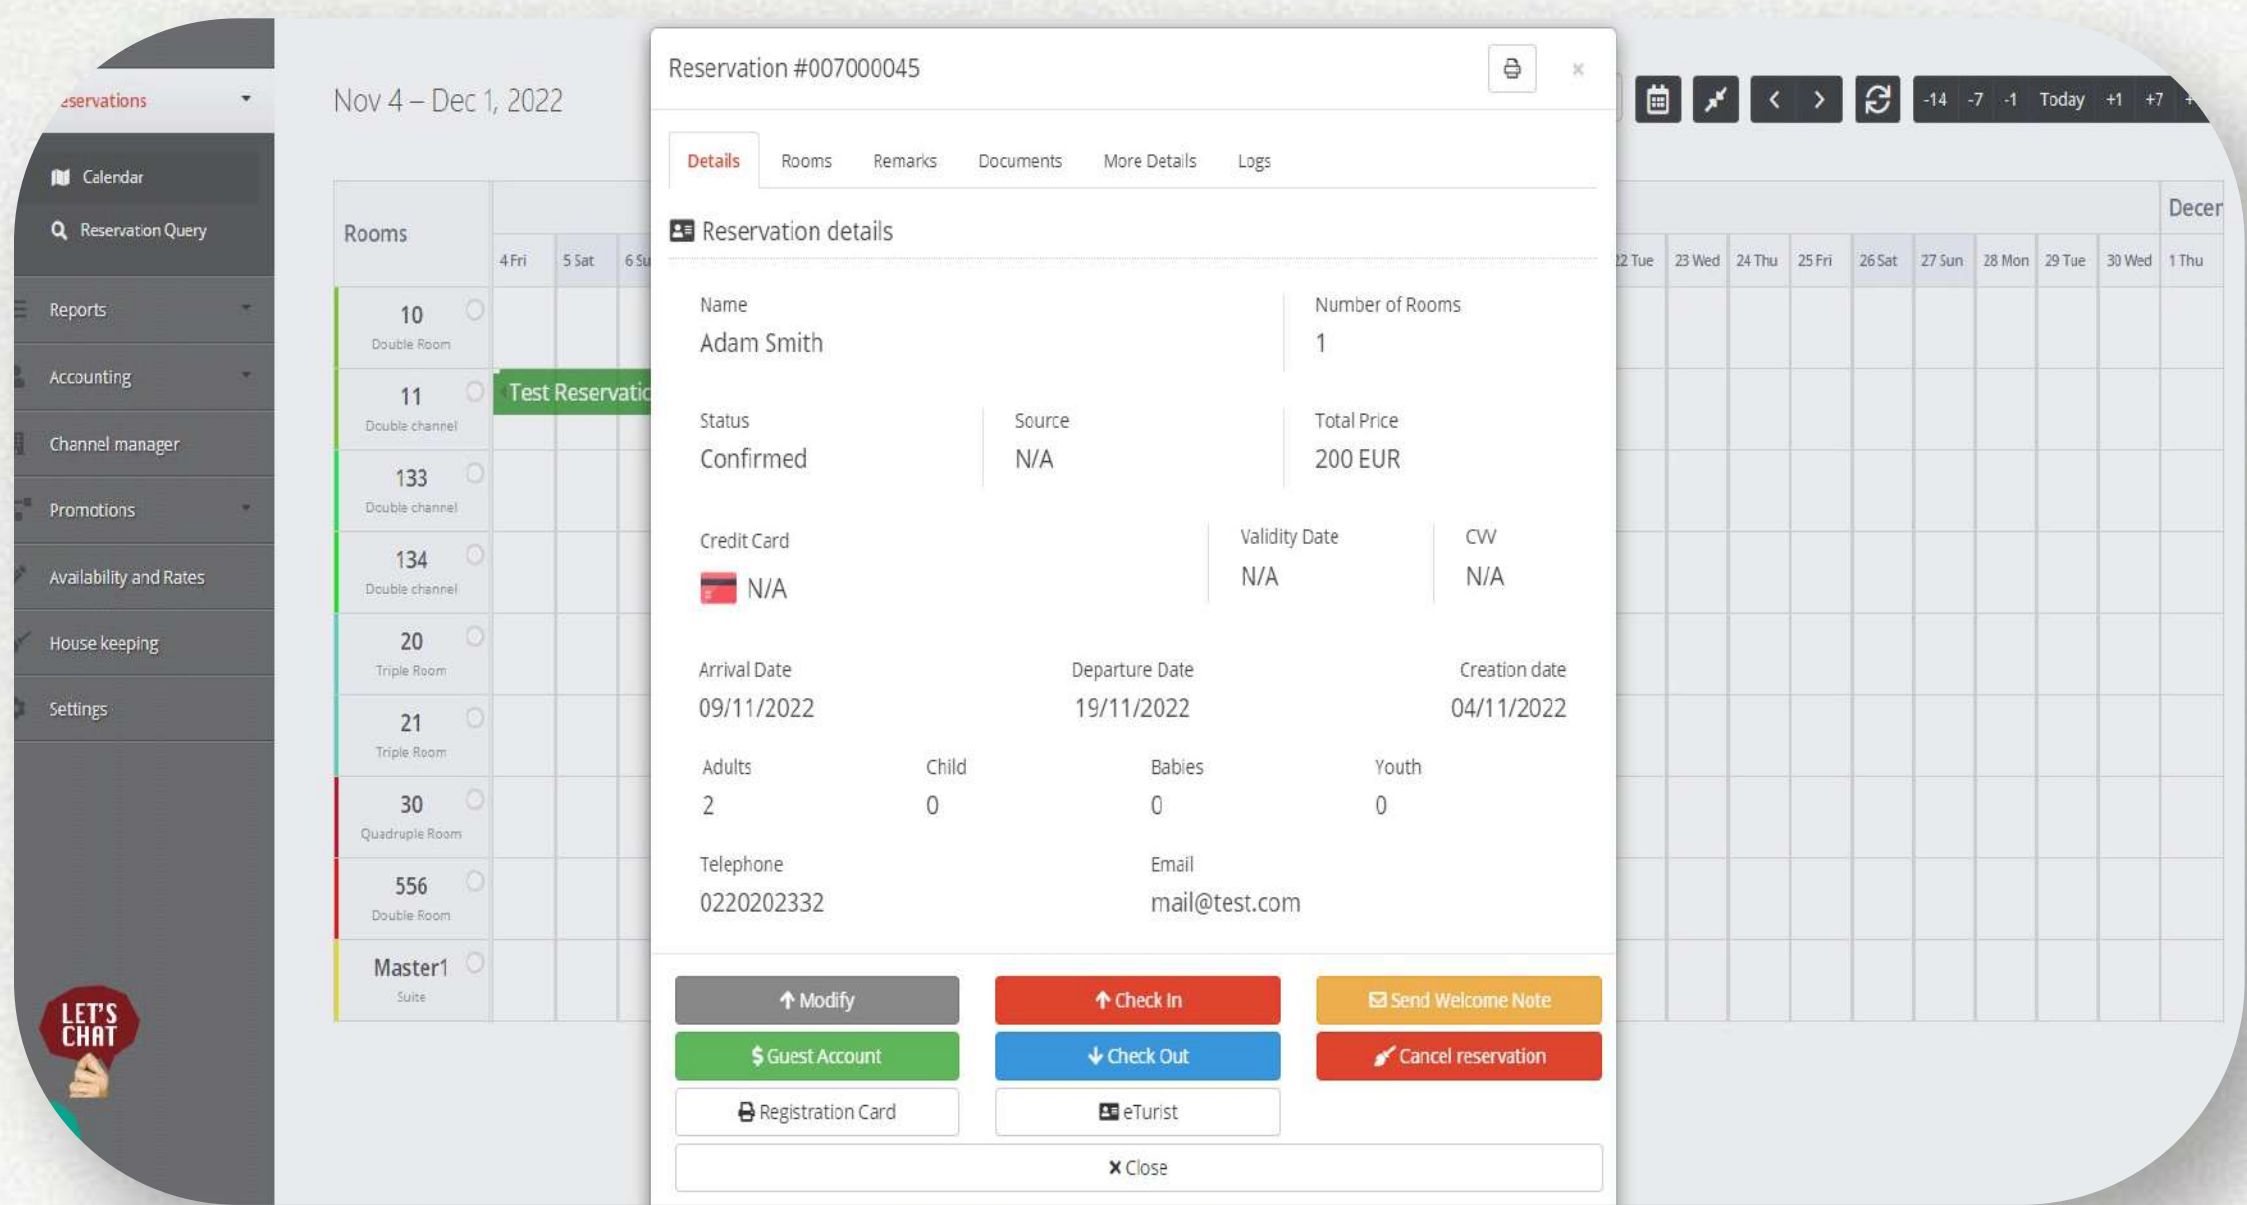 eservations
Calendar
Reservation Query
Reports
Accounting
Channel manager
Promotions
Availability and Rates
House keeping
Settings
LET'S
CHAT
Nov 4 – Dec 1, 2022
-14 -7 -1 Today +1 +7 +
Rooms
Decer
4 Fri 5 Sat 6 Su
22 Tue 23 Wed 24 Thu 25 Fri 26 Sat 27 Sun 28 Mon 29 Tue 30 Wed 1 Thu
10
Double Room
11
Double channel
Test Reservatic
133
Double channel
134
Double channel
20
Triple Room
21
Triple Room
30
Quadruple Room
556
Double Room
Master1
Suite
Reservation #007000045
×
Details Rooms Remarks Documents More Details Logs
Reservation details
Name Number of Rooms
Adam Smith 1
Status Source Total Price
Confirmed N/A 200 EUR
Credit Card Validity Date CVV
N/A N/A N/A
Arrival Date Departure Date Creation date
09/11/2022 19/11/2022 04/11/2022
Adults Child Babies Youth
2 0 0 0
Telephone Email
0220202332 mail@test.com
Modify Check In Send Welcome Note
$ Guest Account Check Out Cancel reservation
Registration Card eTurist
× Close